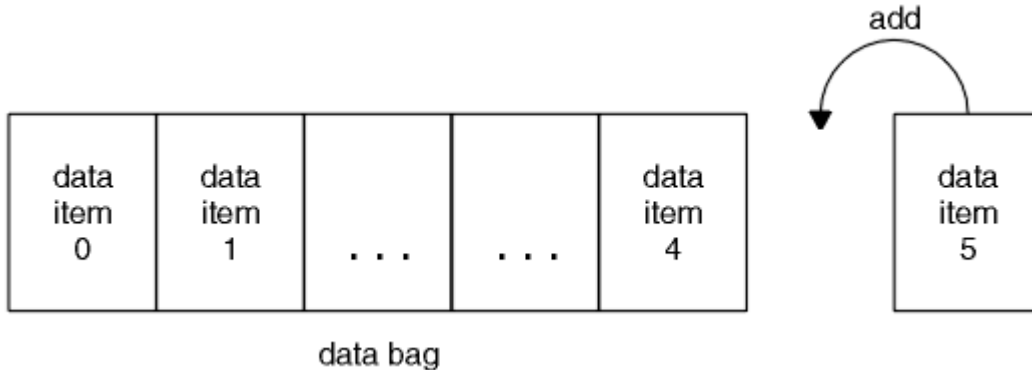 add
data
item
0
data
item
1
. . .
. . .
data
item
4
data
item
5
data bag